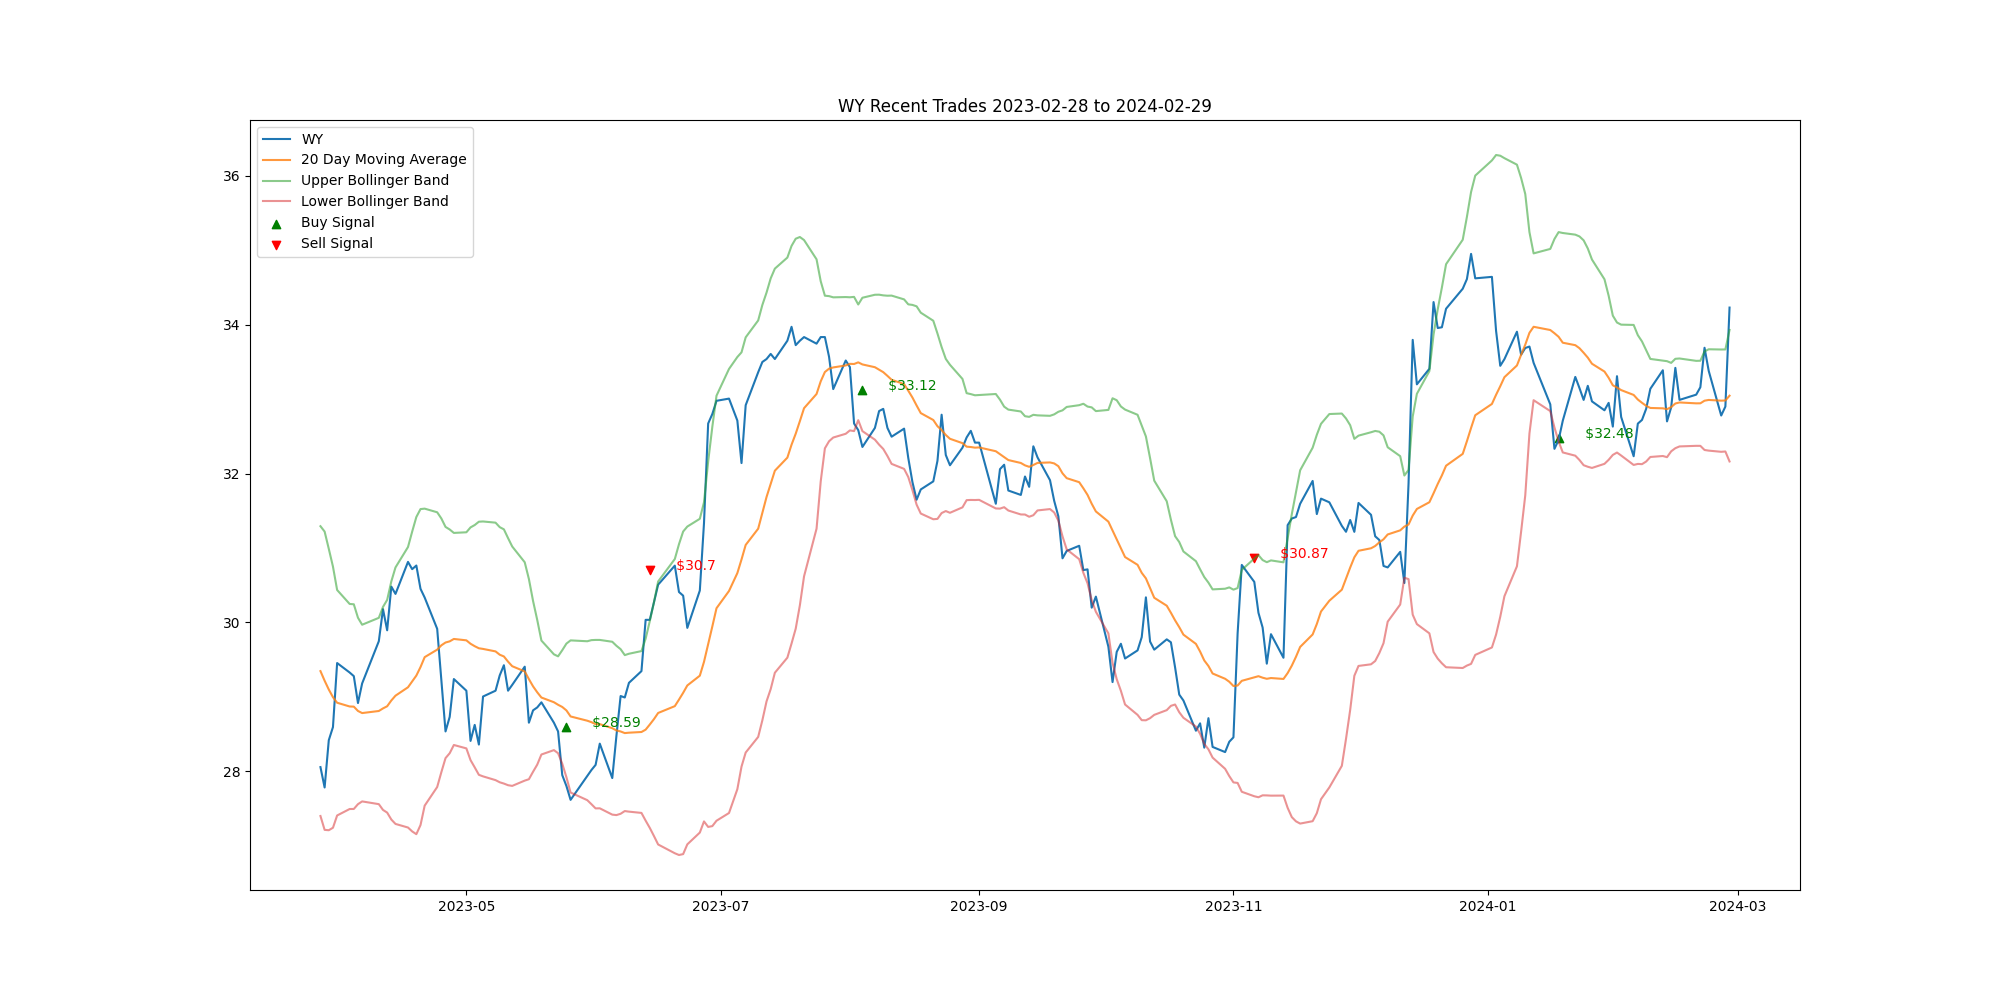 WY Recent Trades 2023-02-28 to 2024-02-29
WY
20 Day Moving Average
Upper Bollinger Band
Lower Bollinger Band
Buy Signal
Sell Signal
36
34
32
30
28
$33.12
$32.48
$30.87
$30.7
$28.59
2023-05
2023-07
2023-09
2023-11
2024-01
2024-03